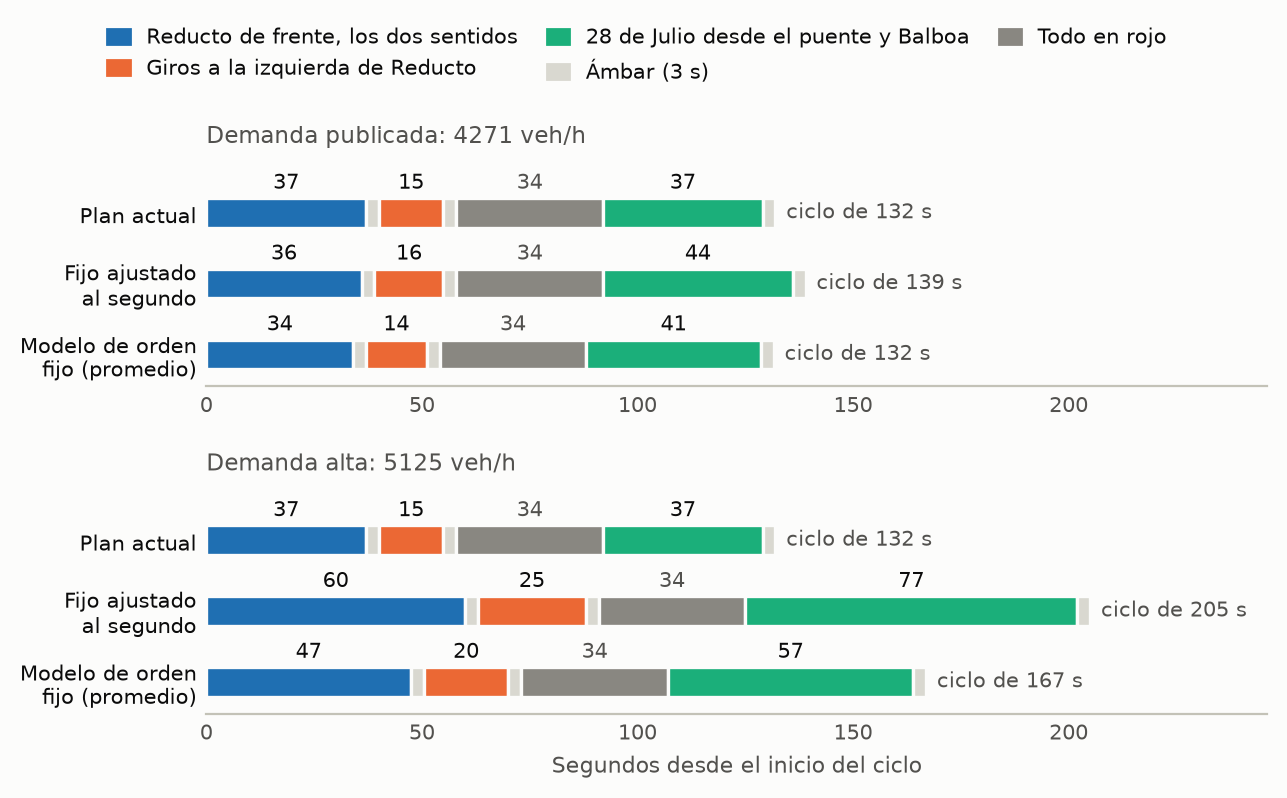 Reducto de frente, los dos sentidos
28 de Julio desde el puente y Balboa
Todo en rojo
Giros a la izquierda de Reducto
Ámbar (3 s)
Demanda publicada: 4271 veh/h
37 15 34 37
Plan actual
ciclo de 132 s
36 16 34 44
Fijo ajustado
al segundo
ciclo de 139 s
34 14 34 41
Modelo de orden
fijo (promedio)
ciclo de 132 s
0 50 100 150 200
Demanda alta: 5125 veh/h
37 15 34 37
Plan actual
ciclo de 132 s
60 25 34 77
Fijo ajustado
al segundo
ciclo de 205 s
47 20 34 57
Modelo de orden
fijo (promedio)
ciclo de 167 s
0 50 100 150 200
Segundos desde el inicio del ciclo